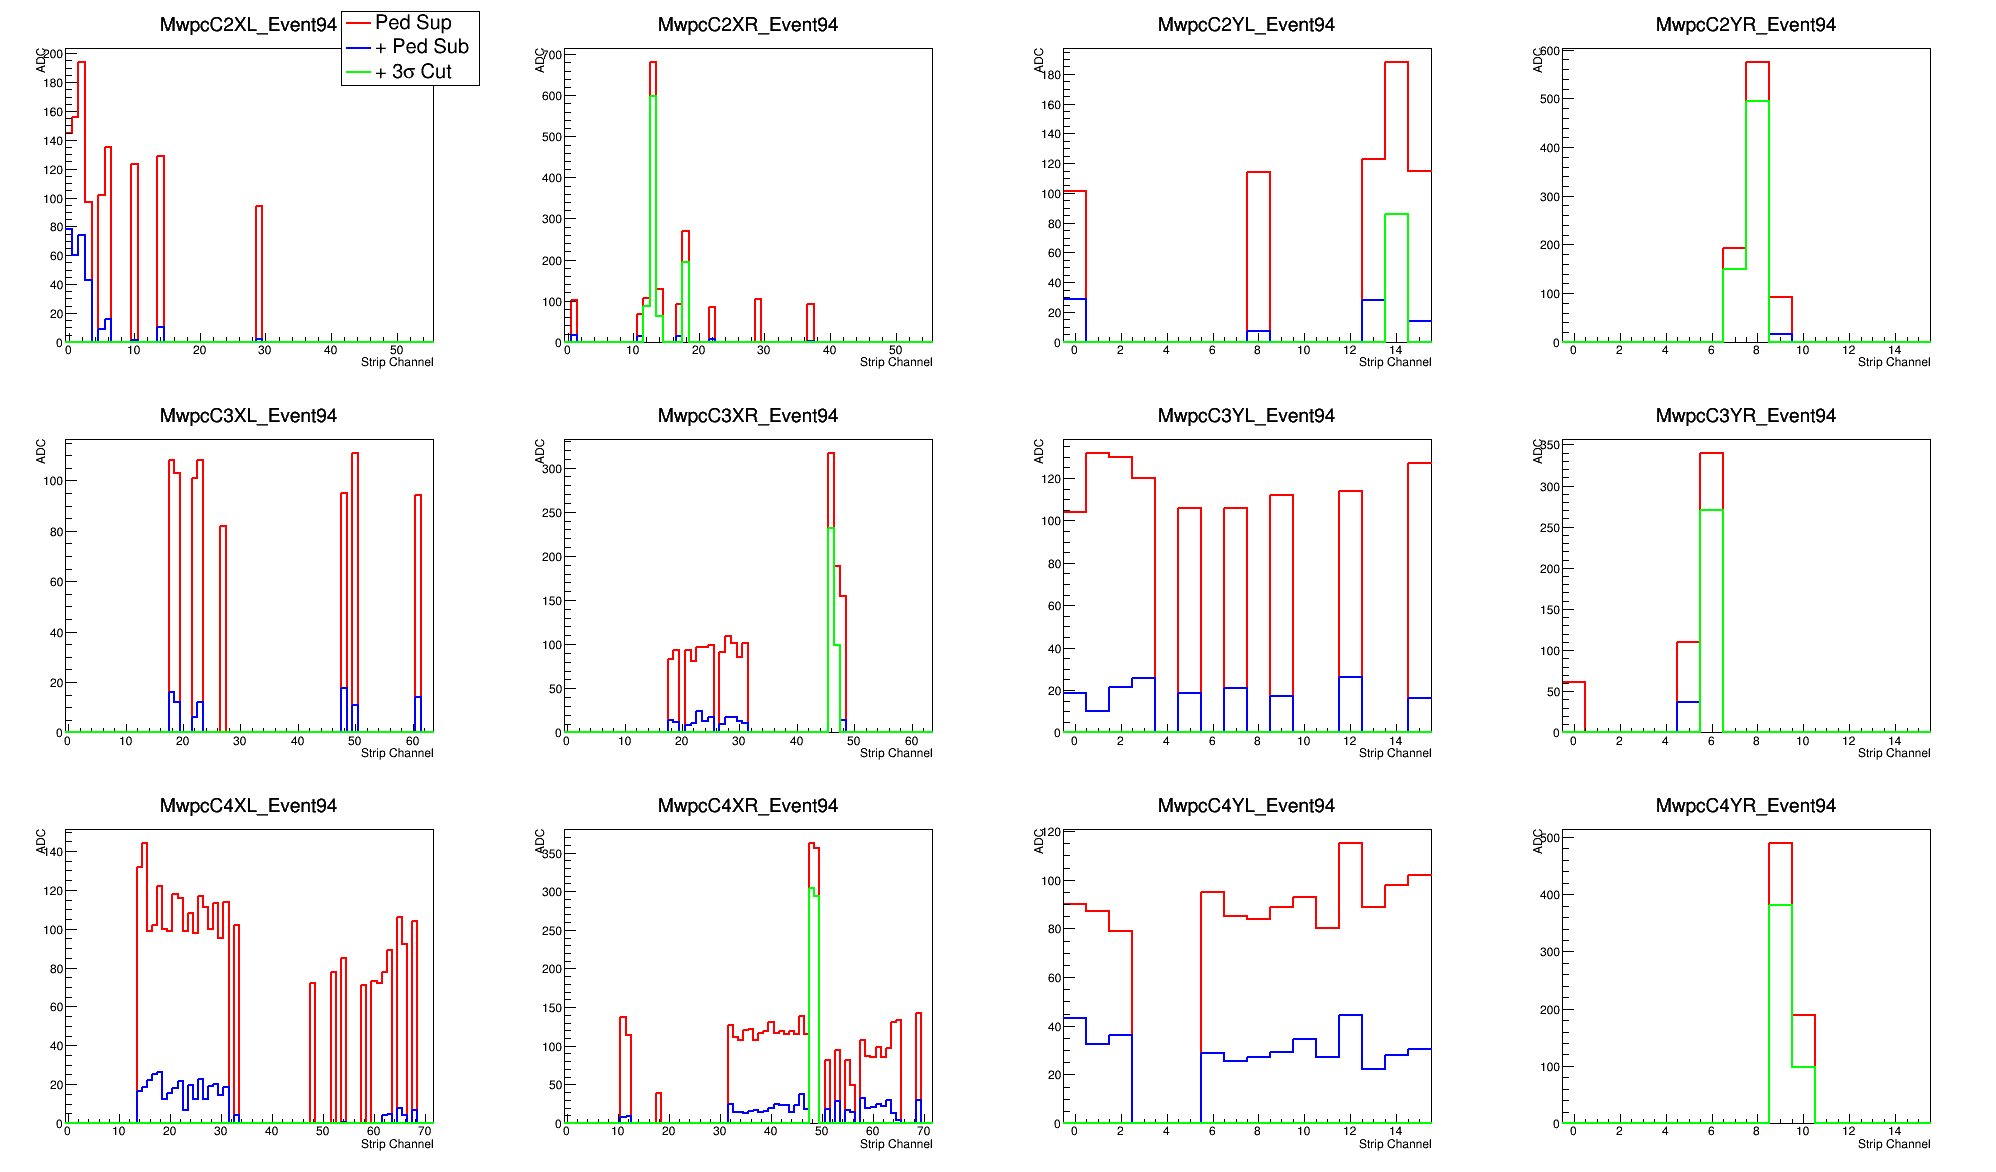 MwpcC2XL_Event94
Ped Sup
+ Ped Sub
+ 3σ Cut
ADC
200
180
160
140
120
100
80
60
40
20
0
0 10 20 30 40 50
Strip Channel
MwpcC2XR_Event94
ADC
700
600
500
400
300
200
100
0
0 10 20 30 40 50
Strip Channel
MwpcC2YL_Event94
ADC
180
160
140
120
100
80
60
40
20
0
0 2 4 6 8 10 12 14
Strip Channel
MwpcC2YR_Event94
ADC
600
500
400
300
200
100
0
0 2 4 6 8 10 12 14
Strip Channel
MwpcC3XL_Event94
ADC
100
80
60
40
20
0
0 10 20 30 40 50 60
Strip Channel
MwpcC3XR_Event94
ADC
300
250
200
150
100
50
0
0 10 20 30 40 50 60
Strip Channel
MwpcC3YL_Event94
ADC
120
100
80
60
40
20
0
0 2 4 6 8 10 12 14
Strip Channel
MwpcC3YR_Event94
ADC
350
300
250
200
150
100
50
0
0 2 4 6 8 10 12 14
Strip Channel
MwpcC4XL_Event94
ADC
140
120
100
80
60
40
20
0
0 10 20 30 40 50 60 70
Strip Channel
MwpcC4XR_Event94
ADC
350
300
250
200
150
100
50
0
0 10 20 30 40 50 60 70
Strip Channel
MwpcC4YL_Event94
ADC
120
100
80
60
40
20
0
0 2 4 6 8 10 12 14
Strip Channel
MwpcC4YR_Event94
ADC
500
400
300
200
100
0
0 2 4 6 8 10 12 14
Strip Channel